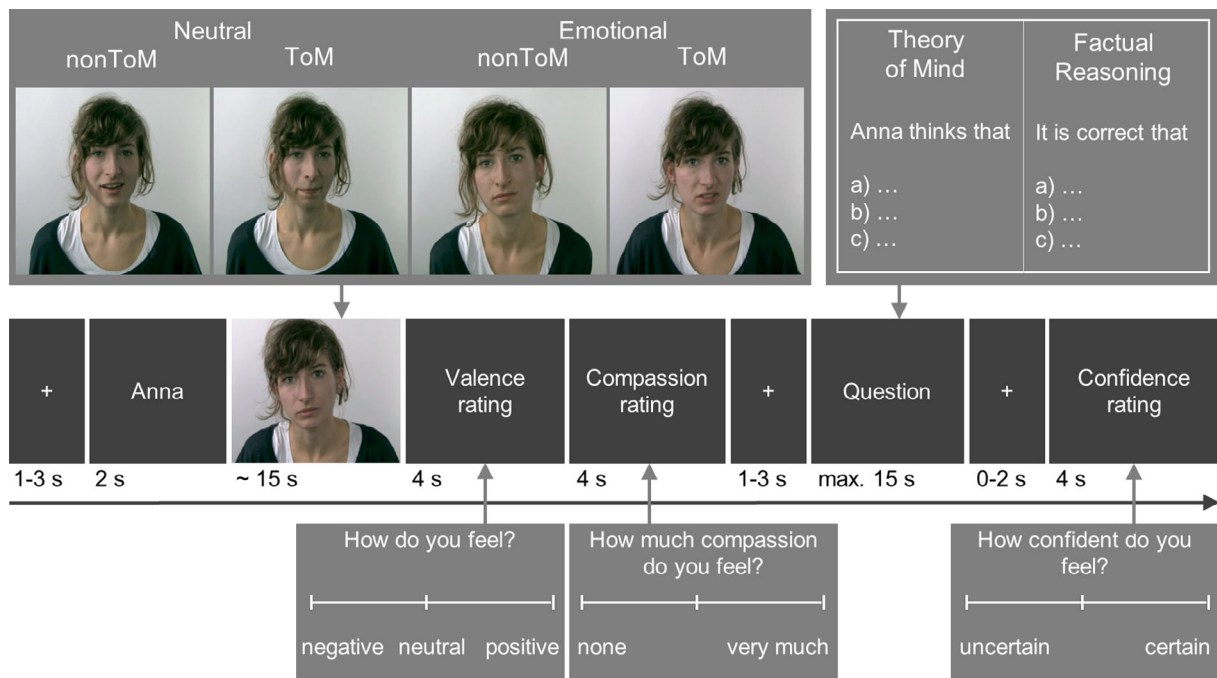 Neutral
Emotional
nonToM
ToM
nonToM
ToM
Theory
of Mind
Factual
Reasoning
Anna thinks that
It is correct that
a) ...
b) ...
c) ...
a) ...
b) ...
c) ...
+
Anna
Valence
rating
Compassion
rating
+
Question
+
Confidence
rating
1-3 s
2 s
~ 15 s
4 s
4 s
1-3 s
max. 15 s
0-2 s
4 s
How do you feel?
negative
neutral
positive
How much compassion
do you feel?
none
very much
How confident do you
feel?
uncertain
certain